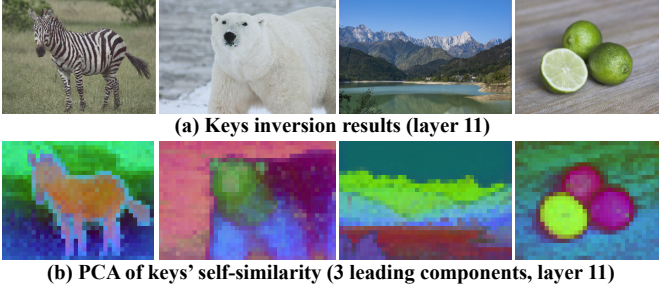 (a) Keys inversion results (layer 11)
(b) PCA of keys' self-similarity (3 leading components, layer 11)